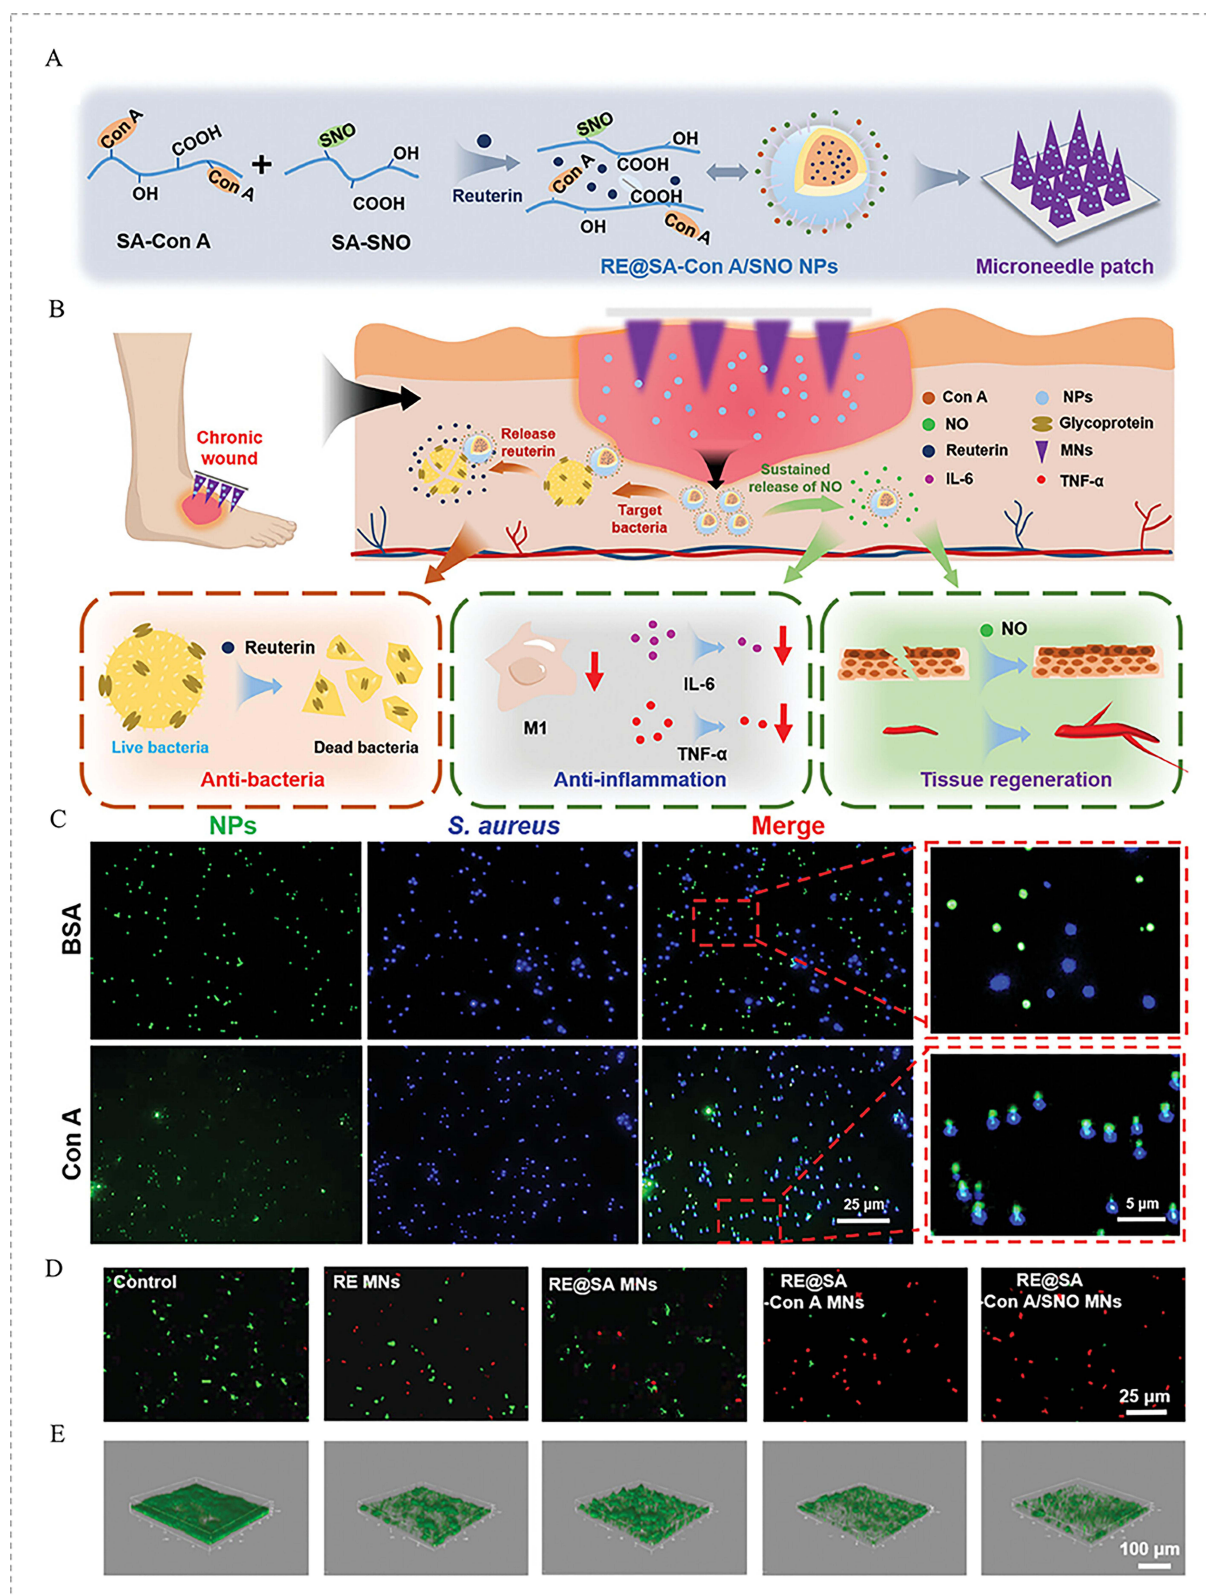 A
Con A
COOH
OH
Con A
SA-Con A
+
SNO
OH
COOH
SA-SNO
Reuterin
SNO
OH
COOH
Con A
COOH
OH
Con A
RE@SA-Con A/SNO NPs
Microneedle patch
B
Chronic
wound
Release
reuterin
Target
bacteria
Sustained
release of NO
Con A
NPs
NO
Glycoprotein
Reuterin
MNs
IL-6
TNF-α
Reuterin
Live bacteria
Dead bacteria
Anti-bacteria
M1
IL-6
TNF-α
Anti-inflammation
NO
Tissue regeneration
C
NPs
S. aureus
Merge
BSA
Con A
25 μm
5 μm
D
Control
RE MNs
RE@SA MNs
RE@SA
-Con A MNs
RE@SA
-Con A/SNO MNs
25 μm
E
100 μm